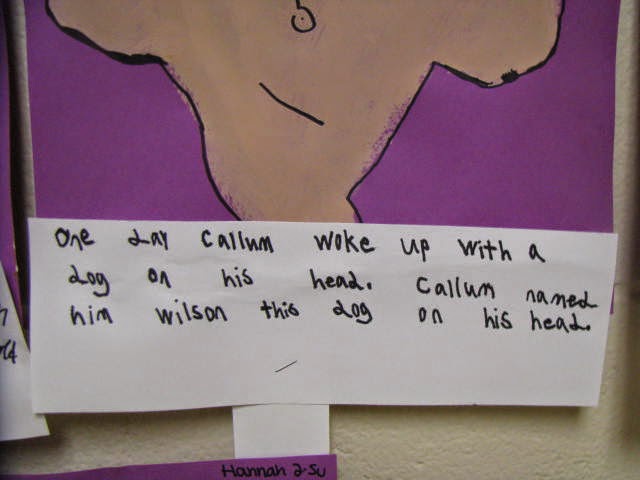 One day Callum woke up with a
dog on his head. Callum named
him wilson this dog on his head.
Hannah 2-Su